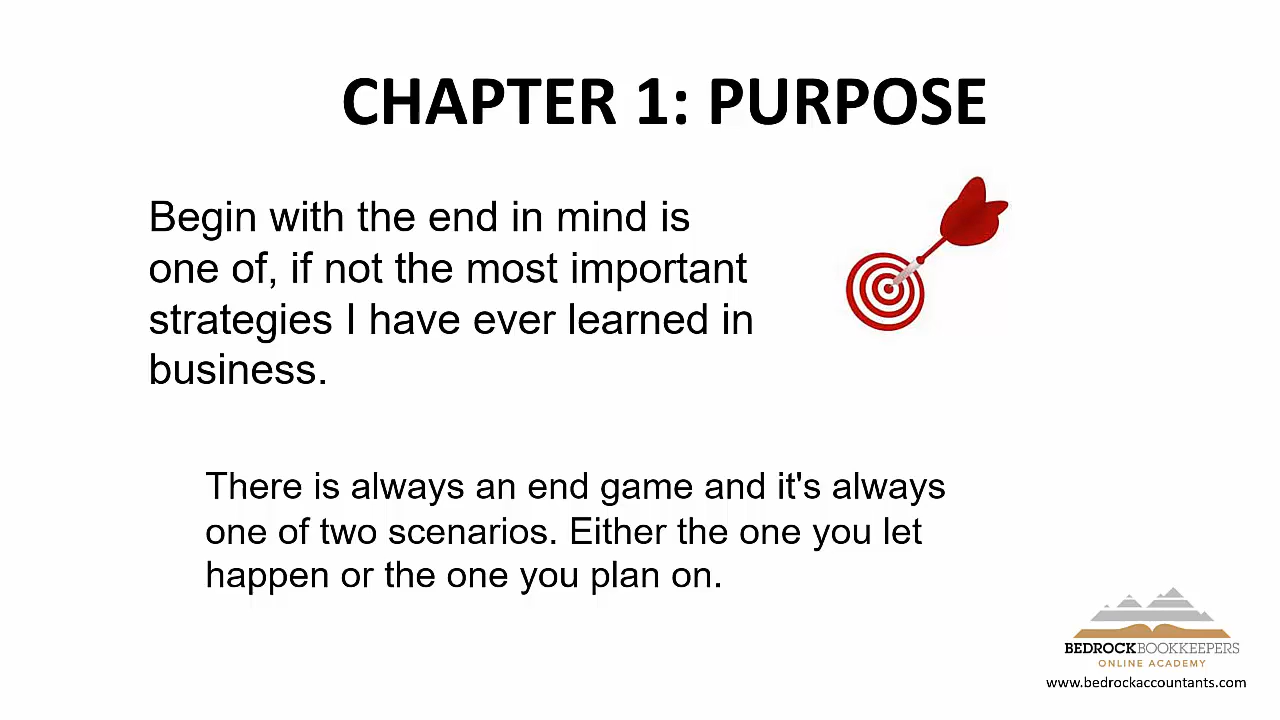 CHAPTER 1: PURPOSE
Begin with the end in mind is
one of, if not the most important
strategies I have ever learned in
business.
There is always an end game and it's always
one of two scenarios. Either the one you let
happen or the one you plan on.
BEDROCKBOOKKEEPERS
ONLINE ACADEMY
www.bedrockaccountants.com